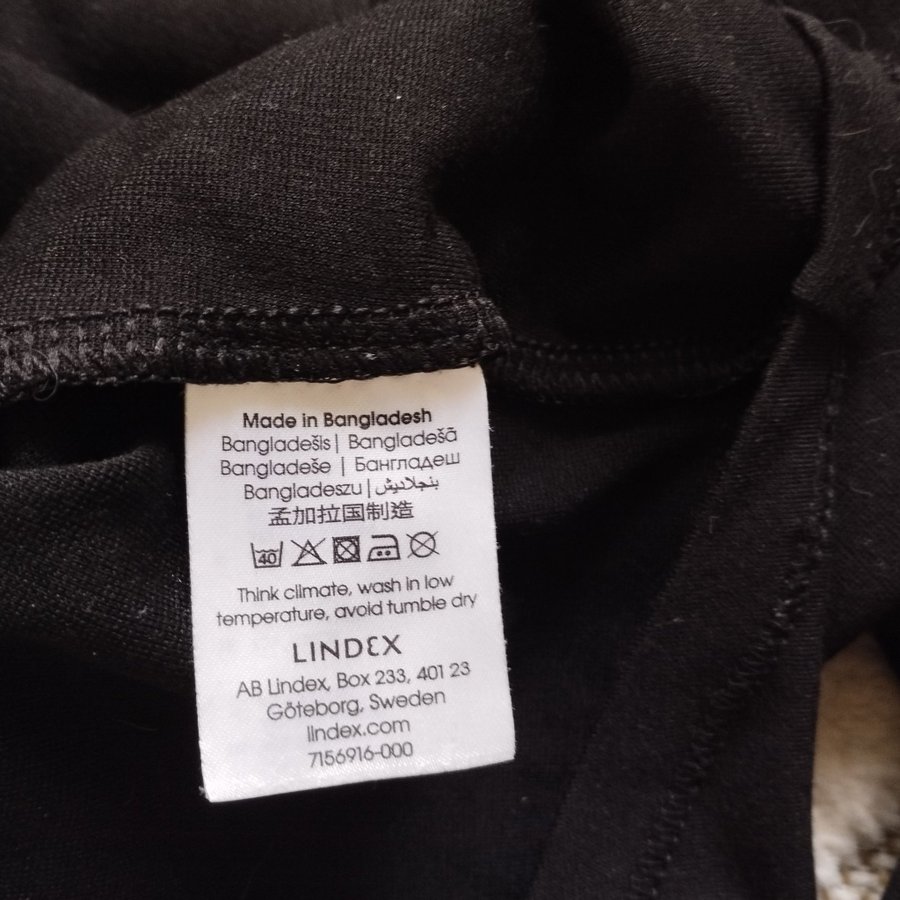 Made in Bangladesh
Bangladešis | Bangladešā
Bangladeše | Бангладеш
Bangladeszu | بنجلاديش
孟加拉国制造
40
Think climate, wash in low
temperature, avoid tumble dry
LINDEX
AB Lindex, Box 233, 401 23
Göteborg, Sweden
lindex.com
7156916-000